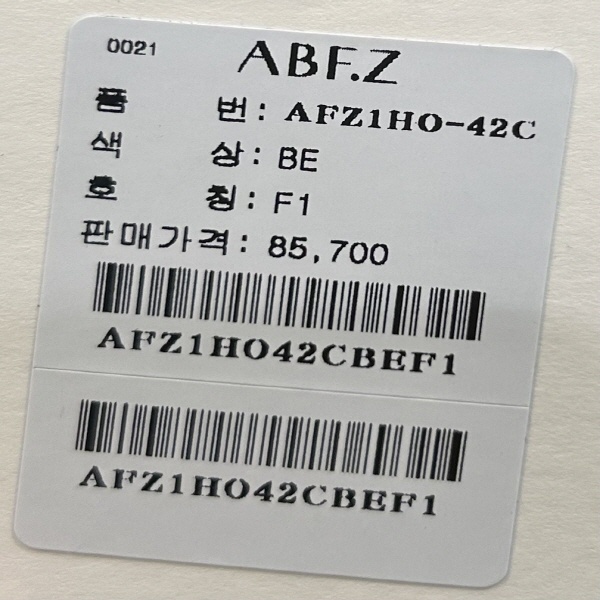 0021
ABF.Z
품 번: AFZ1HO-42C
색 상: BE
호 칭: F1
판매가격: 85,700
AFZ1HO42CBEF1
AFZ1HO42CBEF1